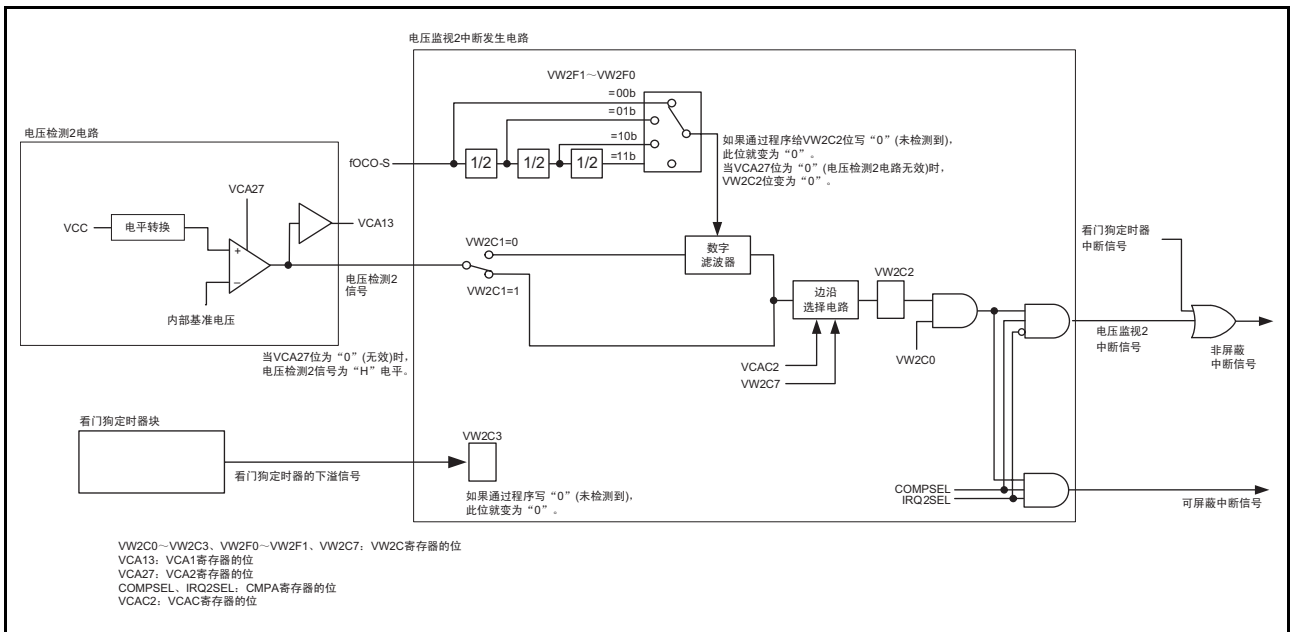 电压监视2中断发生电路
VW2F1～VW2F0
=00b
=01b
=10b
=11b
电压检测2电路
fOCO-S
1/2
1/2
1/2
如果通过程序给VW2C2位写“0”(未检测到),
此位就变为“0”。
当VCA27位为“0”(电压检测2电路无效)时,
VW2C2位变为“0”。
VCA27
VCC
电平转换
VCA13
+
−
内部基准电压
电压检测2
信号
VW2C1=0
VW2C1=1
数字
滤波器
看门狗定时器
中断信号
边沿
选择电路
VW2C2
VW2C0
VCAC2
VW2C7
电压监视2
中断信号
非屏蔽
中断信号
当VCA27位为“0”(无效)时,
电压检测2信号为“H”电平。
看门狗定时器块
看门狗定时器的下溢信号
VW2C3
如果通过程序写“0”(未检测到),
此位就变为“0”。
COMPSEL
IRQ2SEL
可屏蔽中断信号
VW2C0～VW2C3、VW2F0～VW2F1、VW2C7：VW2C寄存器的位
VCA13：VCA1寄存器的位
VCA27：VCA2寄存器的位
COMPSEL、IRQ2SEL：CMPA寄存器的位
VCAC2：VCAC寄存器的位